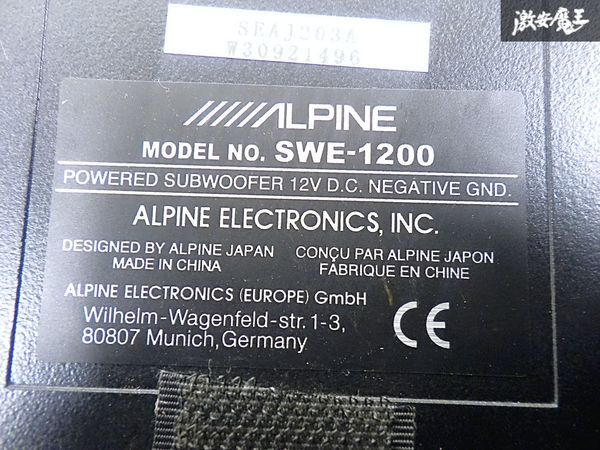 激安魔王
SEAJ203A
W30921496
ALPINE
MODEL NO. SWE-1200
POWERED SUBWOOFER 12V D.C. NEGATIVE GND.
ALPINE ELECTRONICS, INC.
DESIGNED BY ALPINE JAPAN
MADE IN CHINA
CONÇU PAR ALPINE JAPON
FABRIQUE EN CHINE
ALPINE ELECTRONICS (EUROPE) GmbH
Wilhelm-Wagenfeld-str. 1-3,
80807 Munich,Germany
CE